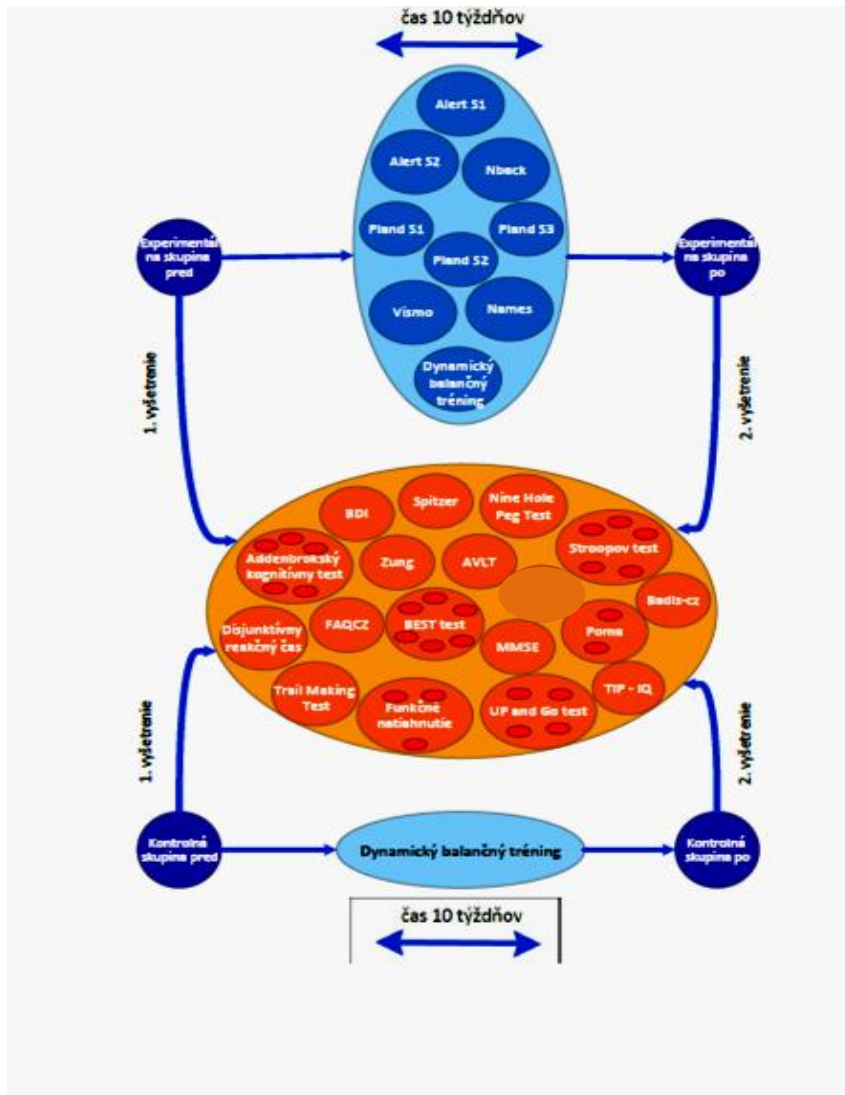 čas 10 týždňov
Alert S1
Alert S2
Nback
Pland S1
Pland S3
Pland S2
Vismo
Names
Dynamický
balančný
tréning
Experimentál
na skupina
pred
Experimentál
na skupina
po
1. vyšetrenie
2. vyšetrenie
BDI
Spitzer
Nine Hole
Peg Test
Addenbrokský
kognitívny test
Zung
AVLT
Stroopov test
Badls-cz
Disjunktívny
reakčný čas
FAQCZ
BEST test
MMSE
Poma
Trail Making
Test
Funkčné
natiahnutie
UP and Go test
TIP - IQ
1. vyšetrenie
2. vyšetrenie
Kontrolná
skupina pred
Dynamický balančný tréning
Kontrolná
skupina po
čas 10 týždňov